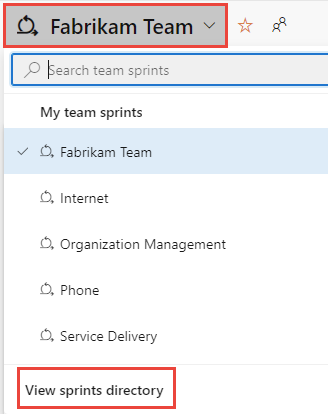 Fabrikam Team
Search team sprints
My team sprints
Fabrikam Team
Internet
Organization Management
Phone
Service Delivery
View sprints directory